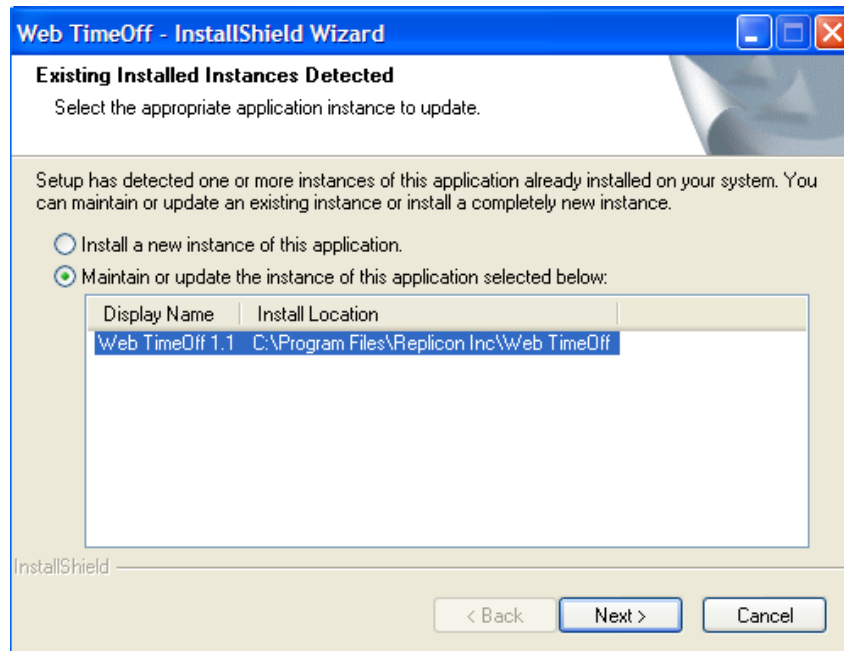 Web TimeOff - InstallShield Wizard
Existing Installed Instances Detected
Select the appropriate application instance to update.
Setup has detected one or more instances of this application already installed on your system. You
can maintain or update an existing instance or install a completely new instance.
Install a new instance of this application.
Maintain or update the instance of this application selected below:
Display Name Install Location
Web TimeOff 1.1 C:\Program Files\Replicon Inc\Web TimeOff
InstallShield
< Back Next > Cancel